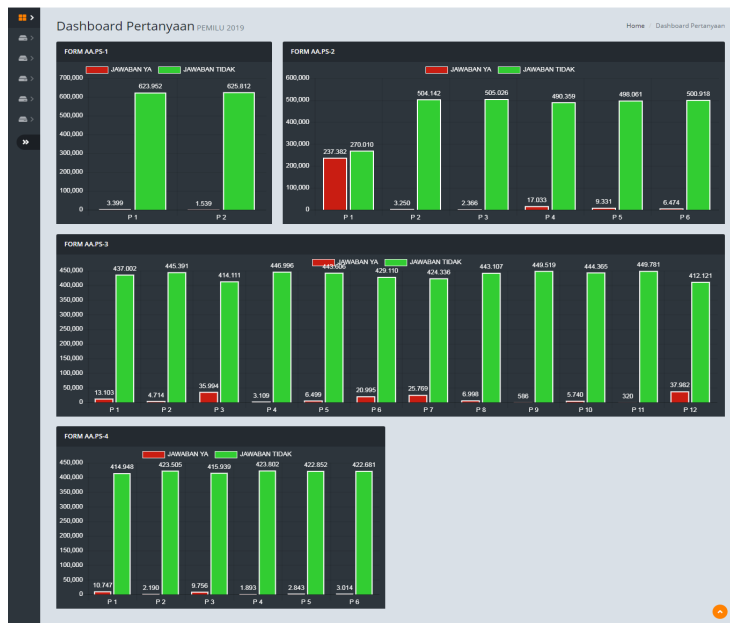 Dashboard Pertanyaan PEMILU 2019
Home Dashboard Pertanyaan
FORM AA.PS-1
JAWABAN YA JAWABAN TIDAK
700,000
600,000
500,000
400,000
300,000
200,000
100,000
0
623.952 625.812
3.399 1.539
P 1 P 2
FORM AA.PS-2
JAWABAN YA JAWABAN TIDAK
600,000
500,000
400,000
300,000
200,000
100,000
0
504.142 505.026 490.359 498.061 500.918
237.382 270.010
3.250 2.366 17.033 9.331 6.474
P 1 P 2 P 3 P 4 P 5 P 6
FORM AA.PS-3
JAWABAN YA JAWABAN TIDAK
450,000
400,000
350,000
300,000
250,000
200,000
150,000
100,000
50,000
0
437.002 445.391 414.111 446.996 443.606 429.110 424.336 443.107 449.519 444.365 449.781 412.121
13.103 4.714 35.994 3.109 6.499 20.995 25.769 6.998 586 5.740 320 37.982
P 1 P 2 P 3 P 4 P 5 P 6 P 7 P 8 P 9 P 10 P 11 P 12
FORM AA.PS-4
JAWABAN YA JAWABAN TIDAK
450,000
400,000
350,000
300,000
250,000
200,000
150,000
100,000
50,000
0
414.948 423.505 415.939 423.802 422.852 422.681
10.747 2.190 9.756 1.893 2.843 3.014
P 1 P 2 P 3 P 4 P 5 P 6